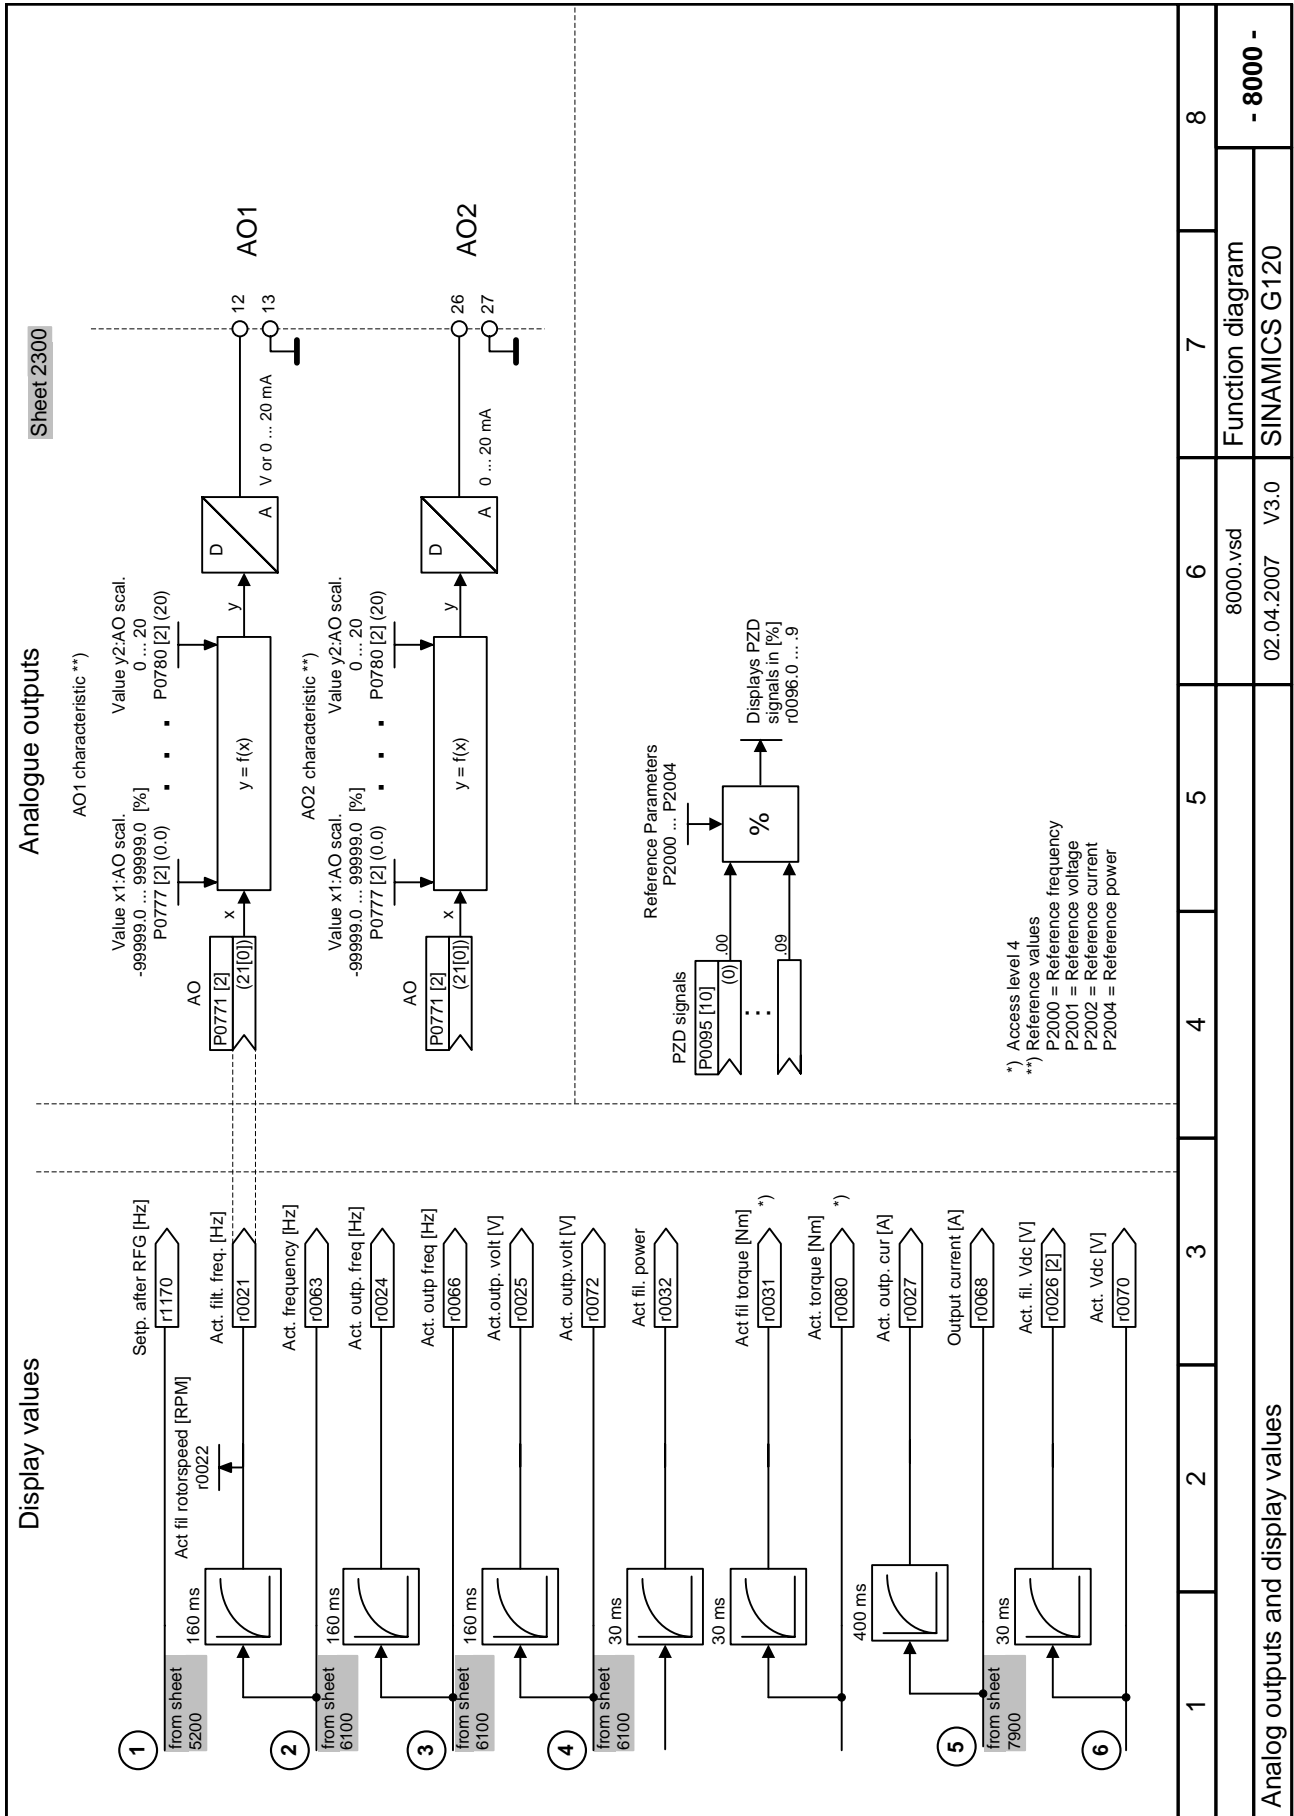 Display values
Analogue outputs
Sheet 2300
1
from sheet
5200
Setp. after RFG [Hz]
r1170
160 ms
Act fil rotorspeed [RPM]
r0022
Act. filt. freq. [Hz]
r0021
2
from sheet
6100
Act. frequency [Hz]
r0063
160 ms
Act. outp. freq [Hz]
r0024
3
from sheet
6100
Act. outp freq [Hz]
r0066
160 ms
Act.outp. volt [V]
r0025
4
from sheet
6100
Act. outp.volt [V]
r0072
30 ms
Act fil. power
r0032
30 ms
Act fil torque [Nm]
r0031
*)
Act. torque [Nm]
r0080
*)
400 ms
Act. outp. cur [A]
r0027
5
from sheet
7900
Output current [A]
r0068
30 ms
Act. fil. Vdc [V]
r0026 [2]
6
Act. Vdc [V]
r0070
AO1 characteristic **)
Value x1:AO scal.
-99999.0 ... 99999.0 [%]
P0777 [2] (0.0)
Value y2:AO scal.
0 ... 20
P0780 [2] (20)
AO
P0771 [2]
(21[0])
x
y = f(x)
y
D
A
V or 0 ... 20 mA
12
13
AO1
AO2 characteristic **)
Value x1:AO scal.
-99999.0 ... 99999.0 [%]
P0777 [2] (0.0)
Value y2:AO scal.
0 ... 20
P0780 [2] (20)
AO
P0771 [2]
(21[0])
x
y = f(x)
y
D
A
0 ... 20 mA
26
27
AO2
PZD signals
P0095 [10]
(0)
.00
...
.09
Reference Parameters
P2000 ... P2004
%
Displays PZD
signals in [%]
r0096.0 ... .9
*) Access level 4
**) Reference values
P2000 = Reference frequency
P2001 = Reference voltage
P2002 = Reference current
P2004 = Reference power
1 2 3 4 5 6 7 8
8000.vsd
Function diagram
- 8000 -
Analog outputs and display values
02.04.2007 V3.0
SINAMICS G120